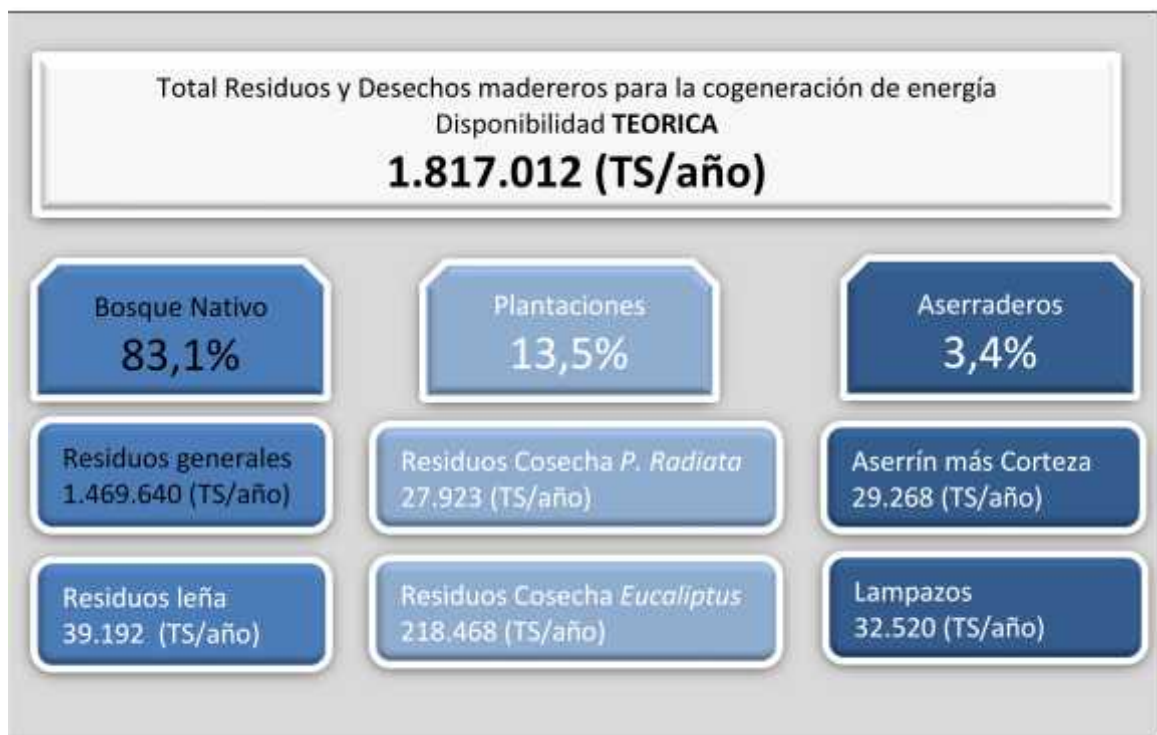 Total Residuos y Desechos madereros para la cogeneración de energía
Disponibilidad TEORICA
1.817.012 (TS/año)
Bosque Nativo
83,1%
Residuos generales
1.469.640 (TS/año)
Residuos leña
39.192 (TS/año)
Plantaciones
13,5%
Residuos Cosecha P. Radiata
27.923 (TS/año)
Residuos Cosecha Eucaliptus
218.468 (TS/año)
Aserraderos
3,4%
Aserrín más Corteza
29.268 (TS/año)
Lampazos
32.520 (TS/año)